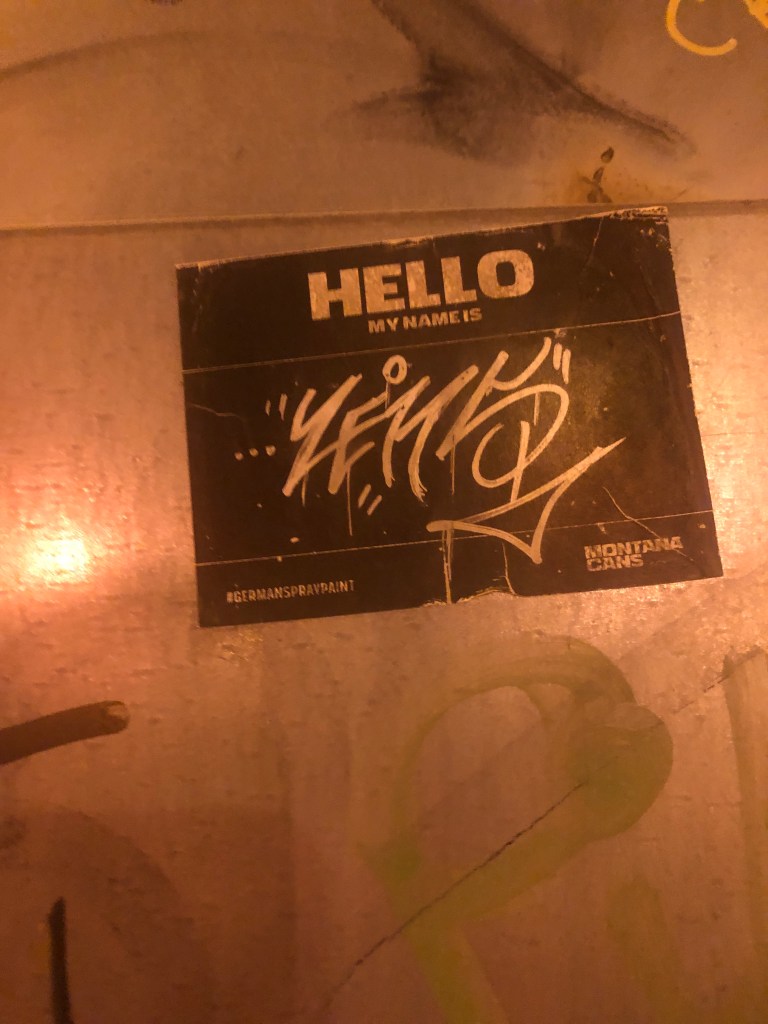 HELLO
MY NAME IS
#GERMANSPRAYPAINT
MONTANA
CANS